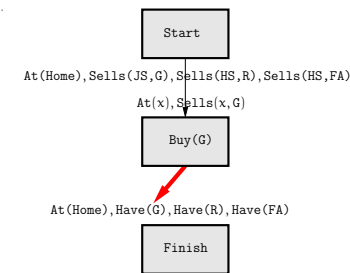 Start
At(Home),Sells(JS,G),Sells(HS,R),Sells(HS,FA)
At(x),Sells(x,G)
Buy(G)
At(Home),Have(G),Have(R),Have(FA)
Finish